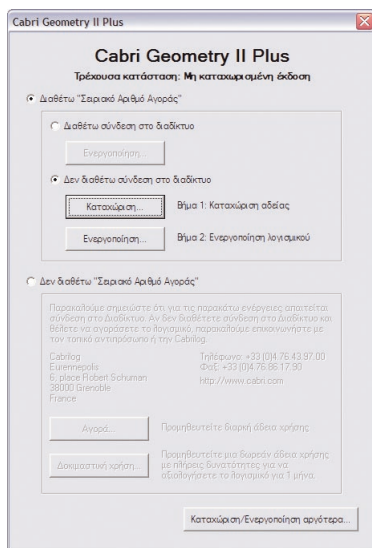 Cabri Geometry II Plus
Cabri Geometry II Plus
Τρέχουσα κατάσταση: Μη καταχωρισμένη έκδοση
Διαθέτω "Σειριακό Αριθμό Αγοράς"
Διαθέτω σύνδεση στο διαδίκτυο
Ενεργοποίηση...
Δεν διαθέτω σύνδεση στο διαδίκτυο
Καταχώριση... Βήμα 1: Καταχώριση αδείας
Ενεργοποίηση... Βήμα 2: Ενεργοποίηση λογισμικού
Δεν διαθέτω "Σειριακό Αριθμό Αγοράς"
Παρακαλούμε σημειώστε ότι για τις παρακάτω ενέργειες απαιτείται
σύνδεση στο Διαδίκτυο. Αν δεν διαθέτετε σύνδεση στο Διαδίκτυο και
θέλετε να αγοράσετε το λογισμικό, παρακαλούμε επικοινωνήστε με
τον τοπικό αντιπρόσωπο ή την Cabrilog.
Cabrilog Τηλέφωνο: +33 (0)4.76.43.97.00
Eurennepolis Φαξ: +33 (0)4.76.86.17.90
6, place Robert Schuman http://www.cabri.com
38000 Grenoble
France
Αγορά... Προμηθευτείτε διαρκή άδεια χρήσης
Δοκιμαστική χρήση... Προμηθευτείτε μια δωρεάν άδεια χρήσης
με πλήρεις δυνατότητες για να
αξιολογήσετε το λογισμικό για 1 μήνα
Καταχώριση/Ενεργοποίηση αργότερα...